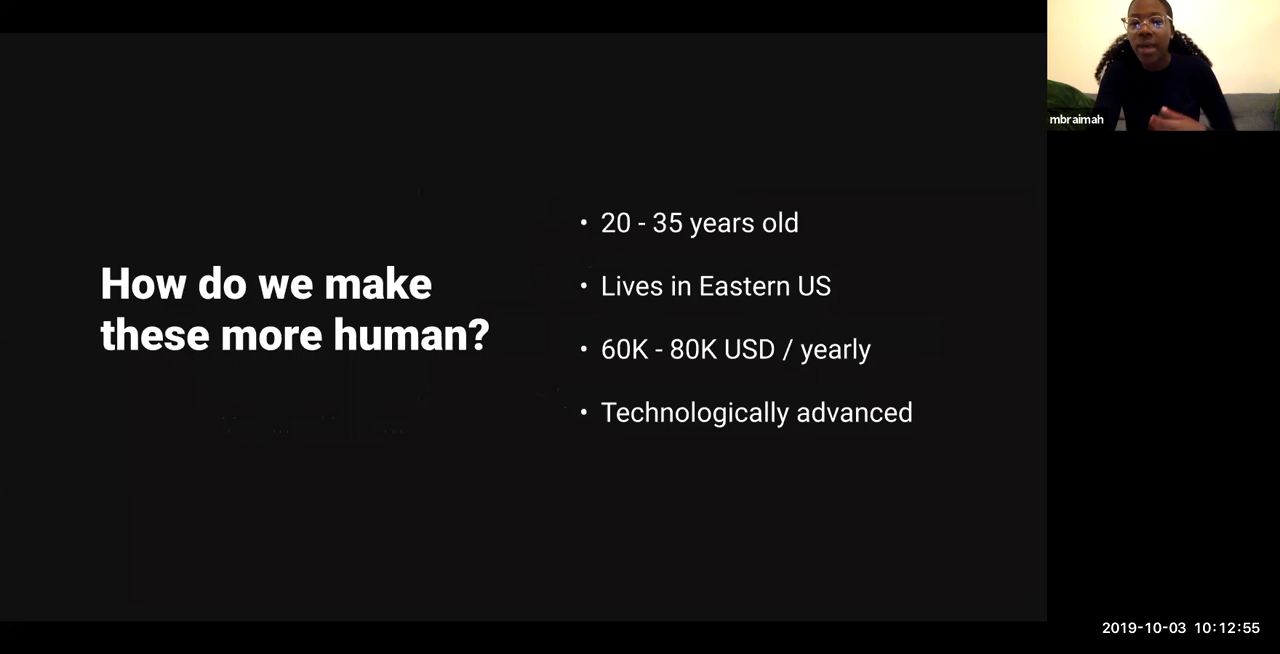 How do we make
these more human?
• 20 - 35 years old
• Lives in Eastern US
• 60K - 80K USD / yearly
• Technologically advanced
mbraimah
2019-10-03 10:12:55